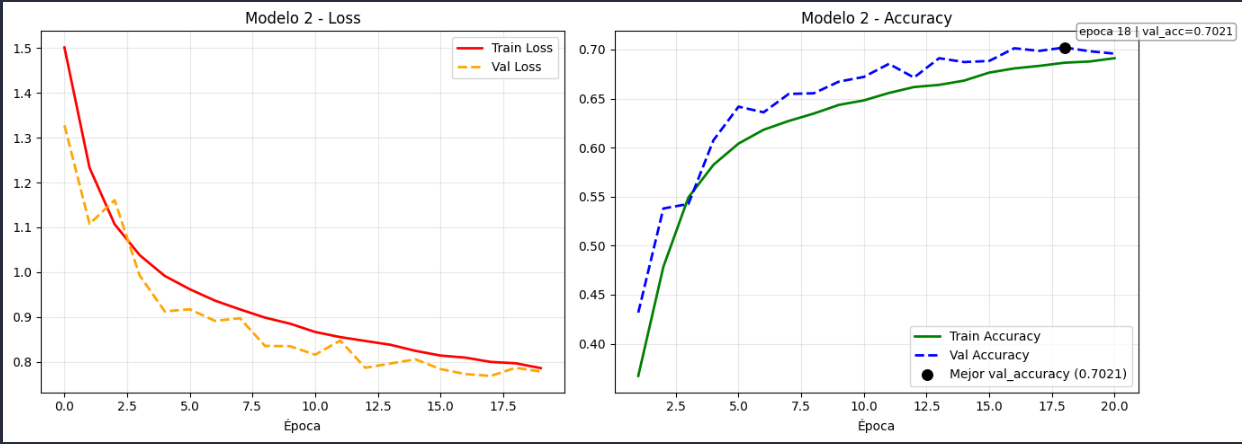 Modelo 2 - Loss
1.5
1.4
1.3
1.2
1.1
1.0
0.9
0.8
0.0 2.5 5.0 7.5 10.0 12.5 15.0 17.5
Época
Train Loss
Val Loss
Modelo 2 - Accuracy
epoca 18 | val_acc=0.7021
0.70
0.65
0.60
0.55
0.50
0.45
0.40
2.5 5.0 7.5 10.0 12.5 15.0 17.5 20.0
Época
Train Accuracy
Val Accuracy
Mejor val_accuracy (0.7021)